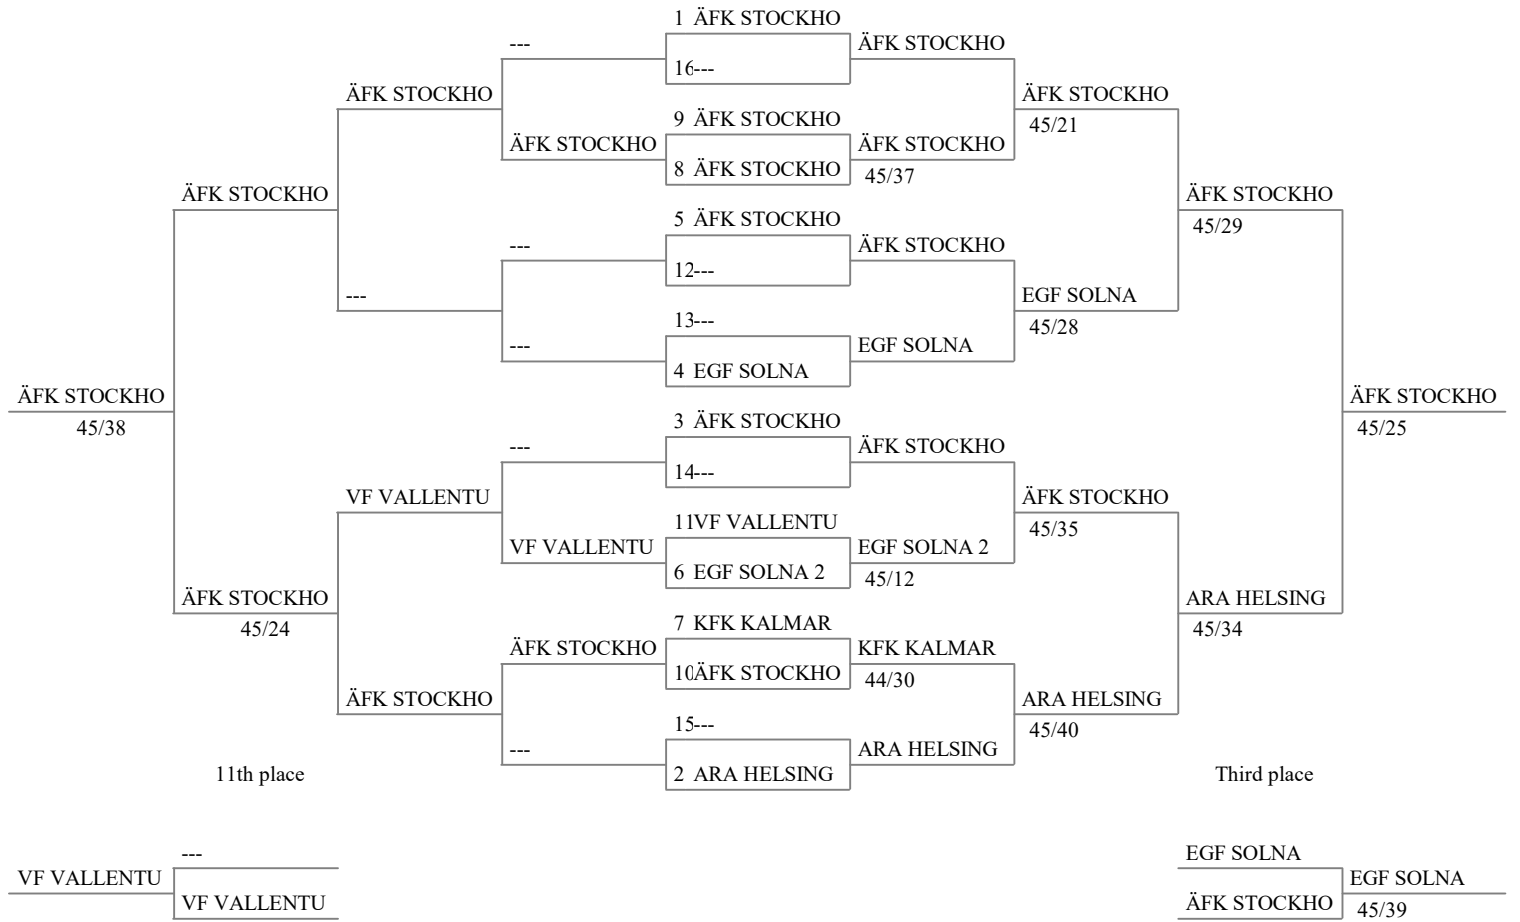 1 ÄFK STOCKHO
--- ÄFK STOCKHO
16---
ÄFK STOCKHO ÄFK STOCKHO
9 ÄFK STOCKHO
45/21
ÄFK STOCKHO ÄFK STOCKHO
8 ÄFK STOCKHO
45/37
ÄFK STOCKHO ÄFK STOCKHO
5 ÄFK STOCKHO
45/29
--- ÄFK STOCKHO
12---
--- EGF SOLNA
13---
45/28
--- EGF SOLNA
4 EGF SOLNA
ÄFK STOCKHO ÄFK STOCKHO
3 ÄFK STOCKHO
45/38 45/25
--- ÄFK STOCKHO
14---
VF VALLENTU ÄFK STOCKHO
11VF VALLENTU
45/35
VF VALLENTU EGF SOLNA 2
6 EGF SOLNA 2
45/12
ÄFK STOCKHO ARA HELSING
7 KFK KALMAR
45/24 45/34
ÄFK STOCKHO KFK KALMAR
10ÄFK STOCKHO
44/30
ÄFK STOCKHO ARA HELSING
15---
45/40
--- ARA HELSING
2 ARA HELSING
11th place Third place
--- EGF SOLNA
VF VALLENTU EGF SOLNA
VF VALLENTU ÄFK STOCKHO
45/39